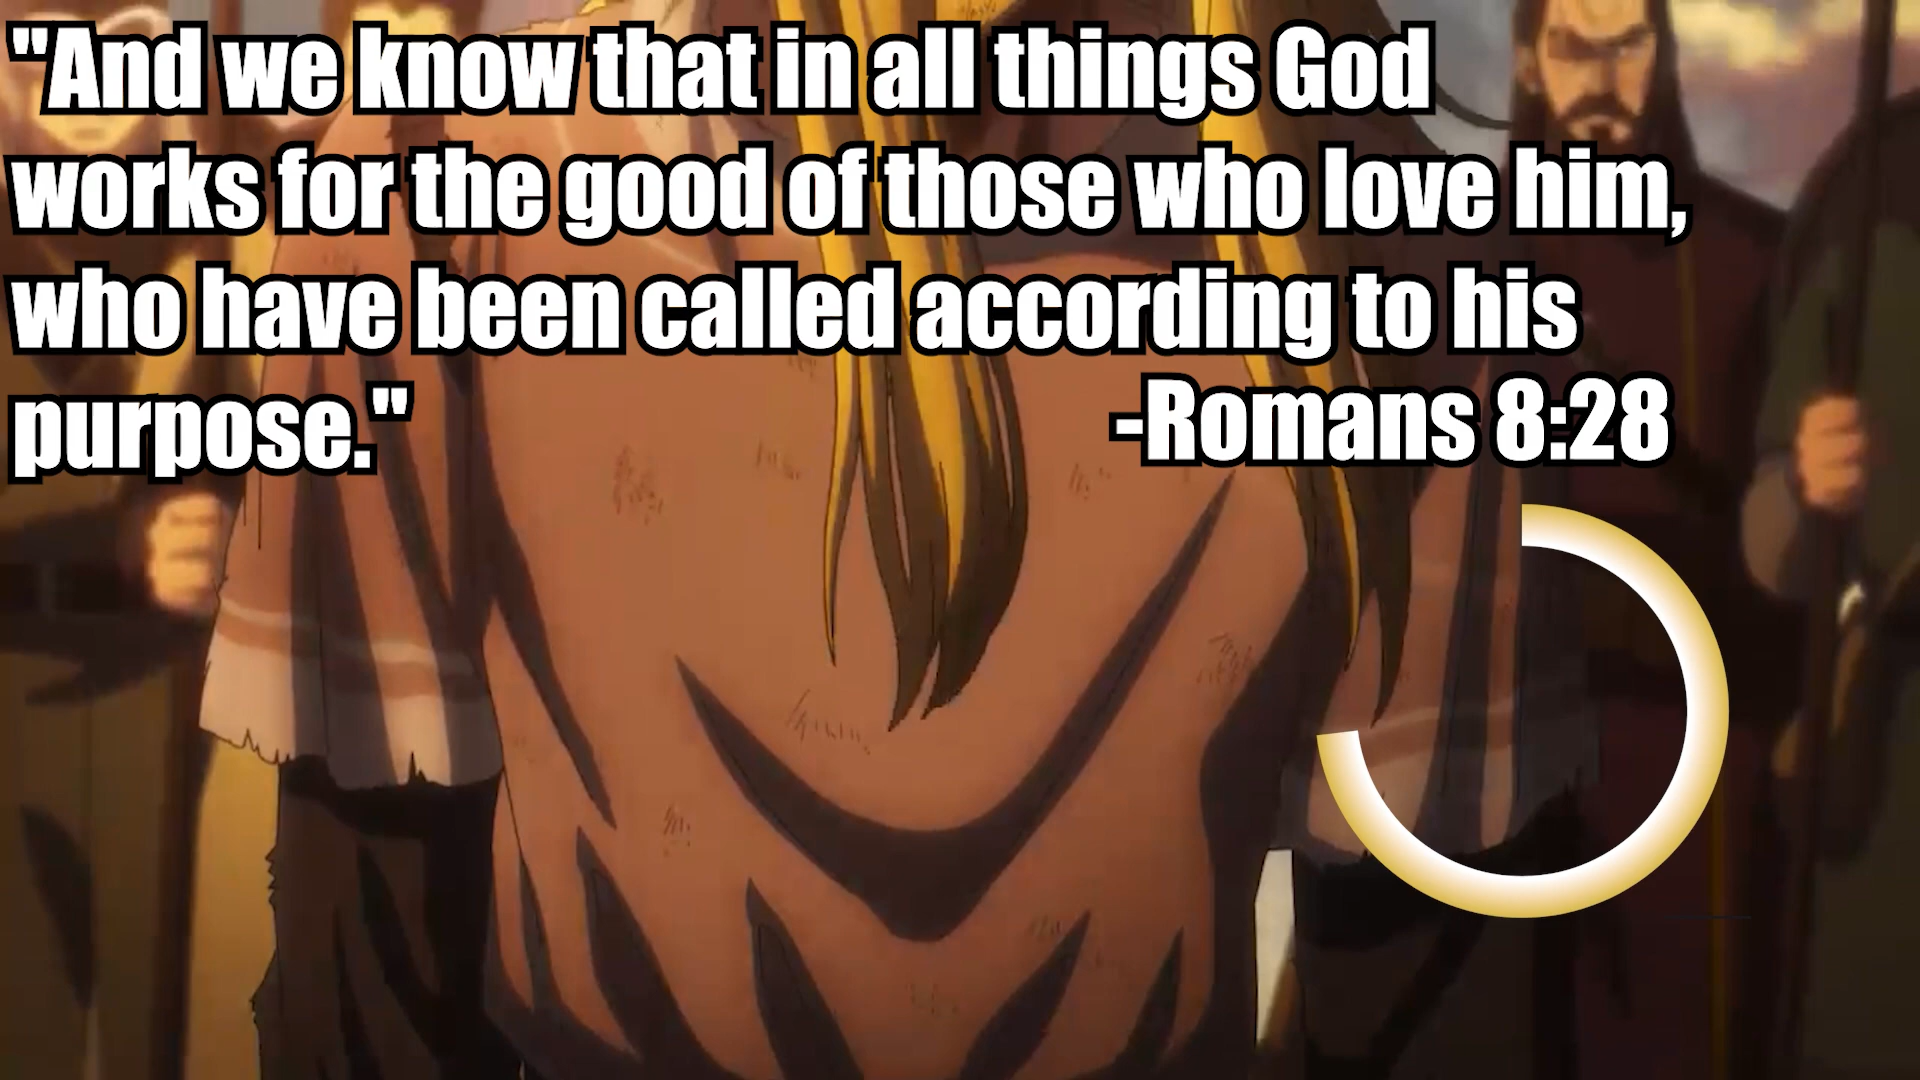 "And we know that in all things God
works for the good of those who love him,
who have been called according to his
purpose."
-Romans 8:28